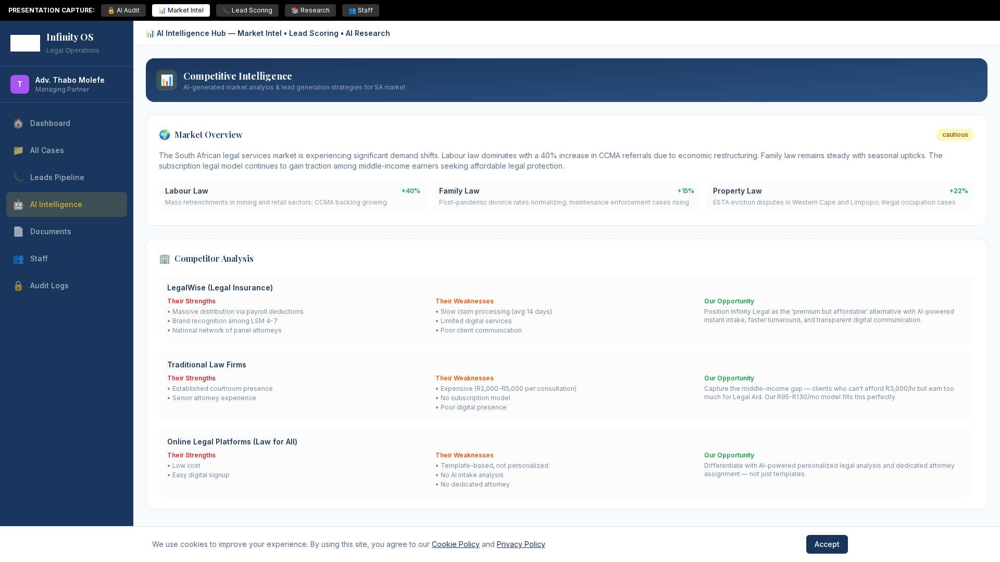 PRESENTATION CAPTURE: 🔒 AI Audit 📊 Market Intel 📞 Lead Scoring 📚 Research 👥 Staff
Infinity OS
Legal Operations
T
Adv. Thabo Molefe
Managing Partner
🏠 Dashboard
📁 All Cases
📞 Leads Pipeline
🤖 AI Intelligence
📄 Documents
👥 Staff
🔒 Audit Logs
📊 AI Intelligence Hub — Market Intel • Lead Scoring • AI Research
Competitive Intelligence
AI-generated market analysis & lead generation strategies for SA market
🌍 Market Overview
cautious
The South African legal services market is experiencing significant demand shifts. Labour law dominates with a 40% increase in CCMA referrals due to economic restructuring. Family law remains steady with seasonal upticks. The
subscription legal model continues to gain traction among middle-income earners seeking affordable legal protection.
Labour Law +40%
Mass retrenchments in mining and retail sectors; CCMA backlog growing
Family Law +15%
Post-pandemic divorce rates normalizing; maintenance enforcement cases rising
Property Law +22%
ESTA eviction disputes in Western Cape and Limpopo; illegal occupation cases
🏢 Competitor Analysis
LegalWise (Legal Insurance)
Their Strengths
• Massive distribution via payroll deductions
• Brand recognition among LSM 4-7
• National network of panel attorneys
Their Weaknesses
• Slow claim processing (avg 14 days)
• Limited digital services
• Poor client communication
Our Opportunity
Position Infinity Legal as the 'premium but affordable' alternative with AI-powered
instant intake, faster turnaround, and transparent digital communication.
Traditional Law Firms
Their Strengths
• Established courtroom presence
• Senior attorney experience
Their Weaknesses
• Expensive (R2,000-R5,000 per consultation)
• No subscription model
• Poor digital presence
Our Opportunity
Capture the middle-income gap — clients who can't afford R3,000/hr but earn too
much for Legal Aid. Our R95-R130/mo model fills this perfectly.
Online Legal Platforms (Law for All)
Their Strengths
• Low cost
• Easy digital signup
Their Weaknesses
• Template-based, not personalized
• No AI intake analysis
• No dedicated attorney
Our Opportunity
Differentiate with AI-powered personalized legal analysis and dedicated attorney
assignment — not just templates.
We use cookies to improve your experience. By using this site, you agree to our Cookie Policy and Privacy Policy.
Accept